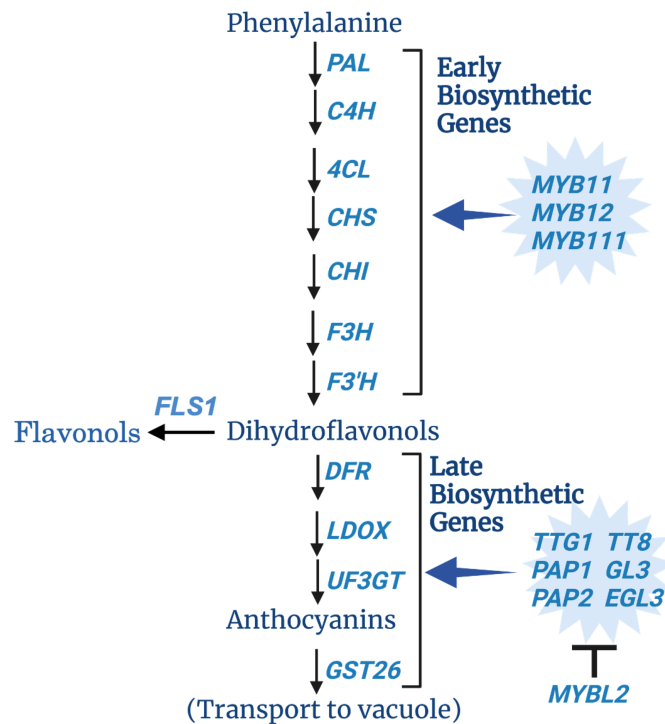 Phenylalanine
PAL
Early
Biosynthetic
Genes
C4H
4CL
CHS
MYB11
MYB12
MYB111
CHI
F3H
F3'H
FLS1
Flavonols
Dihydroflavonols
DFR
Late
Biosynthetic
Genes
LDOX
UF3GT
TTG1 TT8
PAP1 GL3
PAP2 EGL3
Anthocyanins
GST26
MYBL2
(Transport to vacuole)